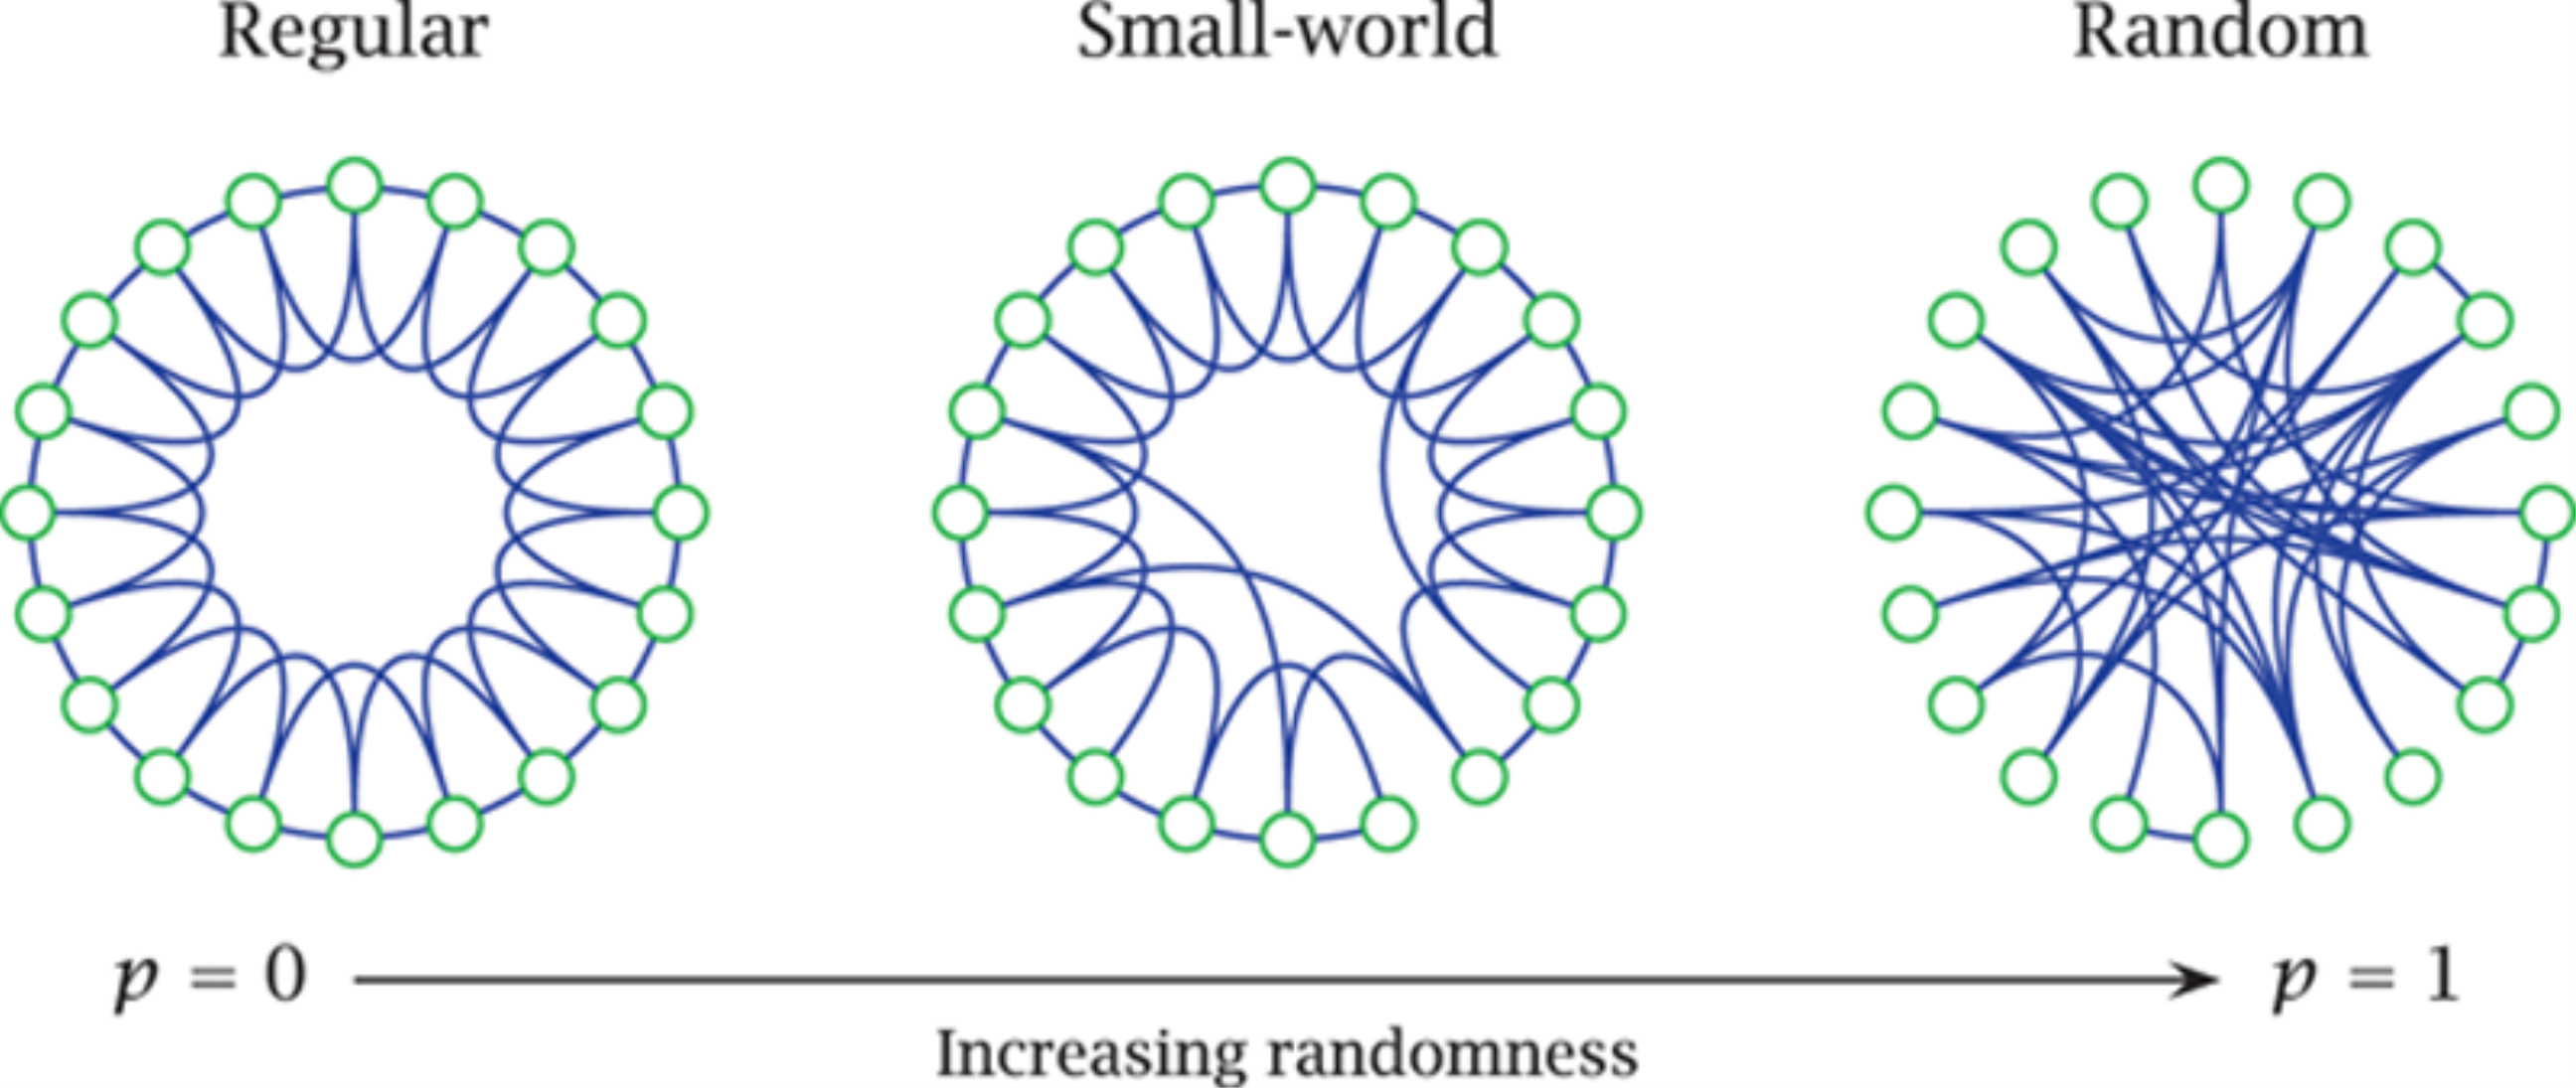 Regular
Small-world
Random
p = 0
p = 1
Increasing randomness